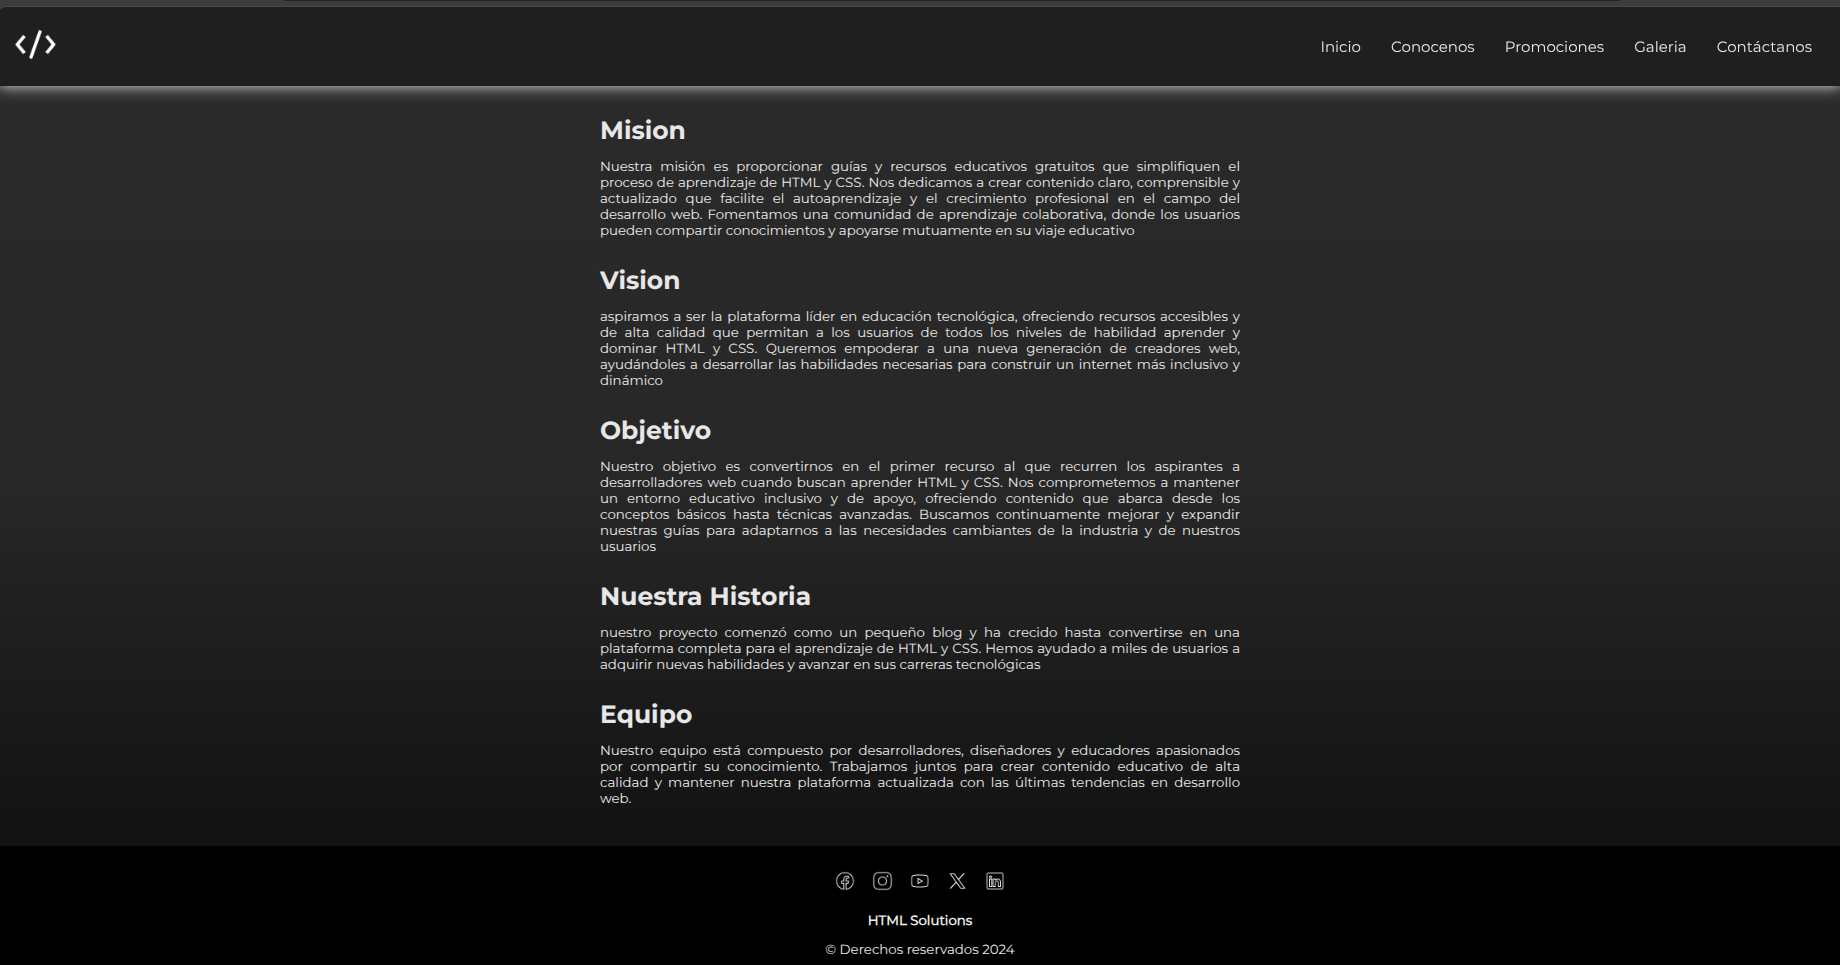 </>
Inicio Conocenos Promociones Galeria Contáctanos
Mision
Nuestra misión es proporcionar guías y recursos educativos gratuitos que simplifiquen el
proceso de aprendizaje de HTML y CSS. Nos dedicamos a crear contenido claro, comprensible y
actualizado que facilite el autoaprendizaje y el crecimiento profesional en el campo del
desarrollo web. Fomentamos una comunidad de aprendizaje colaborativa, donde los usuarios
pueden compartir conocimientos y apoyarse mutuamente en su viaje educativo
Vision
aspiramos a ser la plataforma líder en educación tecnológica, ofreciendo recursos accesibles y
de alta calidad que permitan a los usuarios de todos los niveles de habilidad aprender y
dominar HTML y CSS. Queremos empoderar a una nueva generación de creadores web,
ayudándoles a desarrollar las habilidades necesarias para construir un internet más inclusivo y
dinámico
Objetivo
Nuestro objetivo es convertirnos en el primer recurso al que recurren los aspirantes a
desarrolladores web cuando buscan aprender HTML y CSS. Nos comprometemos a mantener
un entorno educativo inclusivo y de apoyo, ofreciendo contenido que abarca desde los
conceptos básicos hasta técnicas avanzadas. Buscamos continuamente mejorar y expandir
nuestras guías para adaptarnos a las necesidades cambiantes de la industria y de nuestros
usuarios
Nuestra Historia
nuestro proyecto comenzó como un pequeño blog y ha crecido hasta convertirse en una
plataforma completa para el aprendizaje de HTML y CSS. Hemos ayudado a miles de usuarios a
adquirir nuevas habilidades y avanzar en sus carreras tecnológicas
Equipo
Nuestro equipo está compuesto por desarrolladores, diseñadores y educadores apasionados
por compartir su conocimiento. Trabajamos juntos para crear contenido educativo de alta
calidad y mantener nuestra plataforma actualizada con las últimas tendencias en desarrollo
web.
HTML Solutions
© Derechos reservados 2024